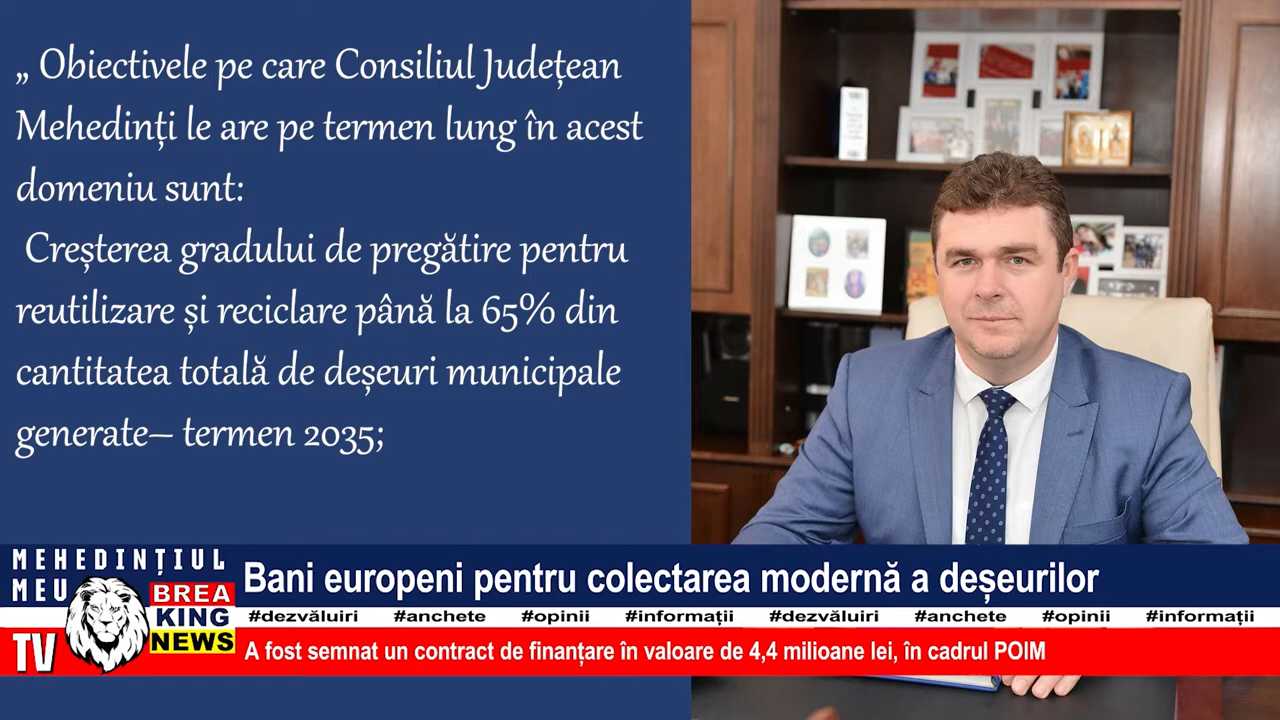 „ Obiectivele pe care Consiliul Județean
Mehedinți le are pe termen lung în acest
domeniu sunt:
Creșterea gradului de pregătire pentru
reutilizare și reciclare până la 65% din
cantitatea totală de deșeuri municipale
generate– termen 2035;
MEHEDINȚIUL
MEU
TV
BREA
KING
NEWS
Bani europeni pentru colectarea modernă a deșeurilor
#dezvăluiri #anchete #opinii #informații #dezvăluiri #anchete #opinii #informații
A fost semnat un contract de finanțare în valoare de 4,4 milioane lei, în cadrul POIM